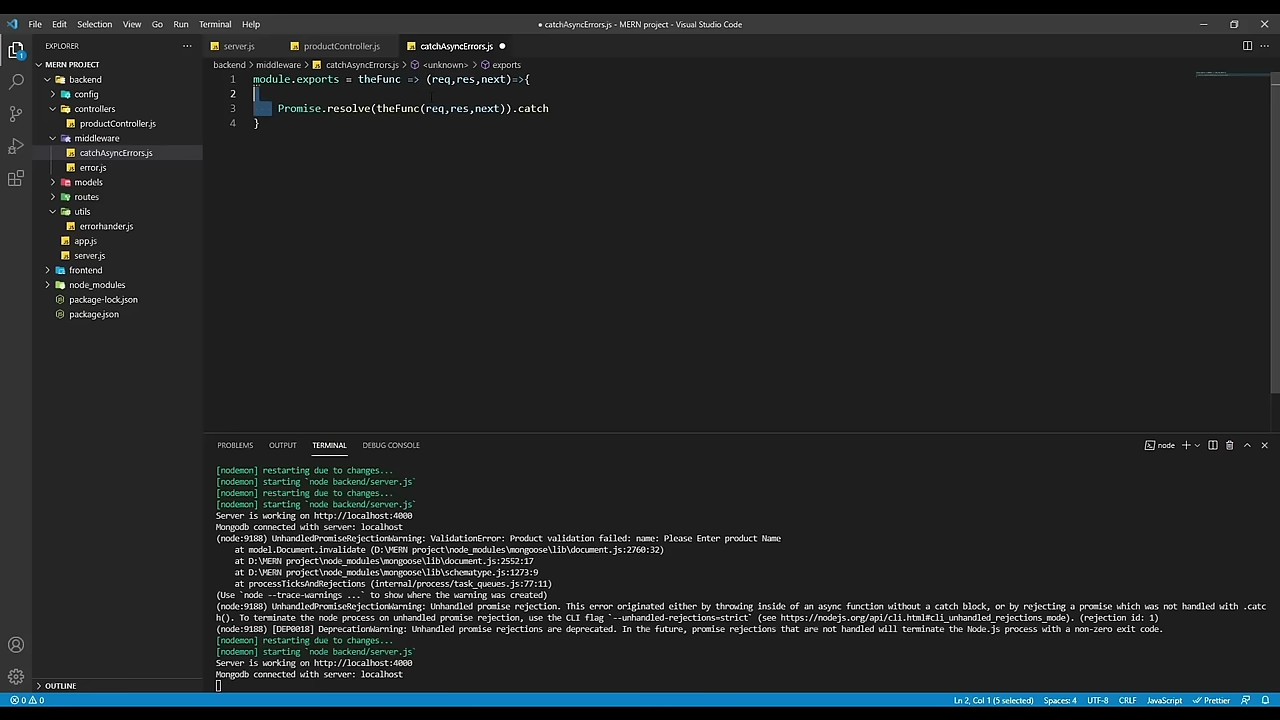 File Edit Selection View Go Run Terminal Help
● catchAsyncErrors.js - MERN project - Visual Studio Code
EXPLORER
server.js
productController.js
catchAsyncErrors.js
MERN PROJECT
backend > middleware > catchAsyncErrors.js > <unknown> > exports
backend
config
controllers
productController.js
middleware
catchAsyncErrors.js
error.js
models
routes
utils
errorhander.js
app.js
server.js
frontend
node_modules
package-lock.json
package.json
OUTLINE
1 module.exports = theFunc => (req,res,next)=>{
2
3 Promise.resolve(theFunc(req,res,next)).catch
4 }
PROBLEMS OUTPUT TERMINAL DEBUG CONSOLE
node
[nodemon] restarting due to changes...
[nodemon] starting `node backend/server.js`
[nodemon] restarting due to changes...
[nodemon] starting `node backend/server.js`
Server is working on http://localhost:4000
Mongodb connected with server: localhost
(node:9188) UnhandledPromiseRejectionWarning: ValidationError: Product validation failed: name: Please Enter product Name
at model.Document.invalidate (D:\MERN project\node_modules\mongoose\lib\document.js:2760:32)
at D:\MERN project\node_modules\mongoose\lib\document.js:2552:17
at D:\MERN project\node_modules\mongoose\lib\schematype.js:1273:9
at processTicksAndRejections (internal/process/task_queues.js:77:11)
(Use `node --trace-warnings ...` to show where the warning was created)
(node:9188) UnhandledPromiseRejectionWarning: Unhandled promise rejection. This error originated either by throwing inside of an async function without a catch block, or by rejecting a promise which was not handled with .catc
h(). To terminate the node process on unhandled promise rejection, use the CLI flag `--unhandled-rejections=strict` (see https://nodejs.org/api/cli.html#cli_unhandled_rejections_mode). (rejection id: 1)
(node:9188) [DEP0018] DeprecationWarning: Unhandled promise rejections are deprecated. In the future, promise rejections that are not handled will terminate the Node.js process with a non-zero exit code.
[nodemon] restarting due to changes...
[nodemon] starting `node backend/server.js`
Server is working on http://localhost:4000
Mongodb connected with server: localhost
0 0 Ln 2, Col 1 (5 selected) Spaces: 4 UTF-8 CRLF JavaScript Prettier